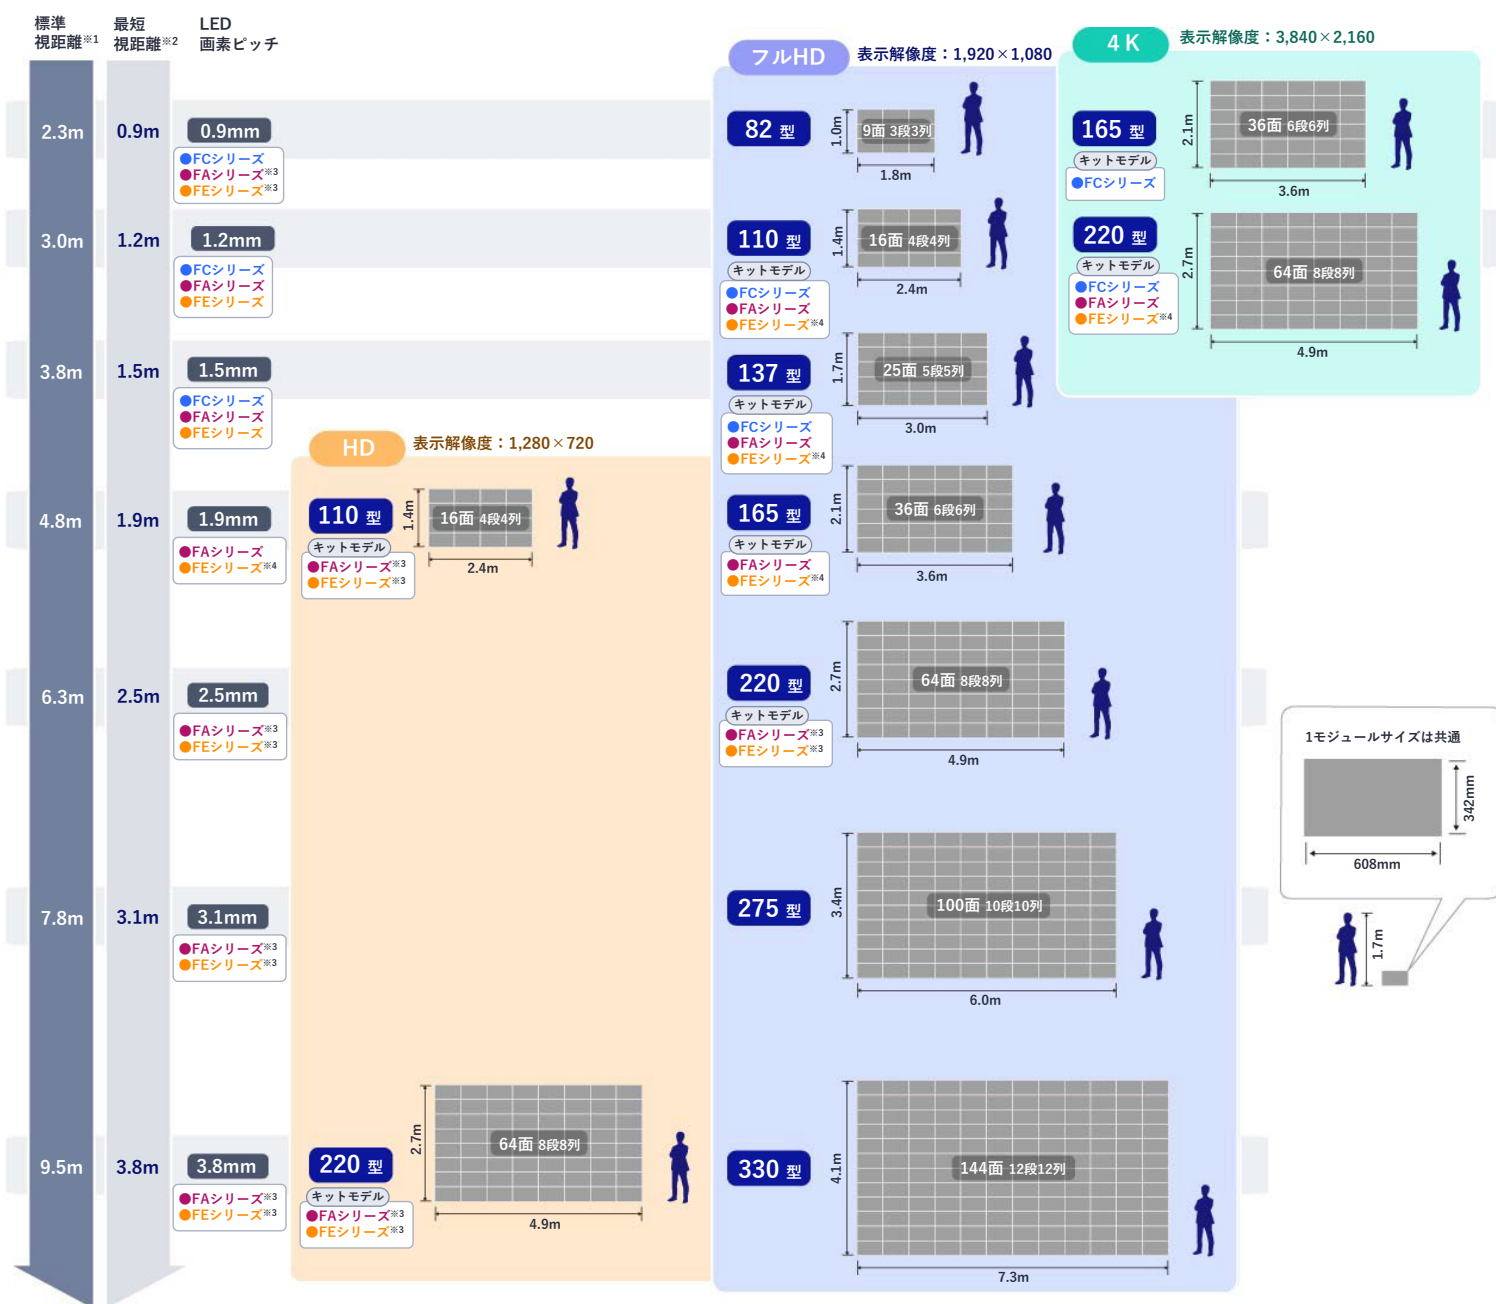 標準
視距離※1
最短
視距離※2
LED
画素ピッチ
2.3m
0.9m
0.9mm
●FCシリーズ
●FAシリーズ※3
●FEシリーズ※3
3.0m
1.2m
1.2mm
●FCシリーズ
●FAシリーズ
●FEシリーズ
3.8m
1.5m
1.5mm
●FCシリーズ
●FAシリーズ
●FEシリーズ
4.8m
1.9m
1.9mm
●FAシリーズ
●FEシリーズ※4
6.3m
2.5m
2.5mm
●FAシリーズ※3
●FEシリーズ※3
7.8m
3.1m
3.1mm
●FAシリーズ※3
●FEシリーズ※3
9.5m
3.8m
3.8mm
●FAシリーズ※3
●FEシリーズ※3
HD
表示解像度：1,280×720
110 型
キットモデル
●FAシリーズ※3
●FEシリーズ※3
1.4m
16面 4段4列
2.4m
220 型
キットモデル
●FAシリーズ※3
●FEシリーズ※3
2.7m
64面 8段8列
4.9m
フルHD
表示解像度：1,920×1,080
82 型
1.0m
9面 3段3列
1.8m
110 型
キットモデル
●FCシリーズ
●FAシリーズ
●FEシリーズ※4
1.4m
16面 4段4列
2.4m
137 型
キットモデル
●FCシリーズ
●FAシリーズ
●FEシリーズ※4
1.7m
25面 5段5列
3.0m
165 型
キットモデル
●FAシリーズ
●FEシリーズ※4
2.1m
36面 6段6列
3.6m
220 型
キットモデル
●FAシリーズ※3
●FEシリーズ※3
2.7m
64面 8段8列
4.9m
275 型
3.4m
100面 10段10列
6.0m
330 型
4.1m
144面 12段12列
7.3m
4K
表示解像度：3,840×2,160
165 型
キットモデル
●FCシリーズ
2.1m
36面 6段6列
3.6m
220 型
キットモデル
●FCシリーズ
●FAシリーズ
●FEシリーズ※4
2.7m
64面 8段8列
4.9m
1モジュールサイズは共通
342mm
608mm
1.7m